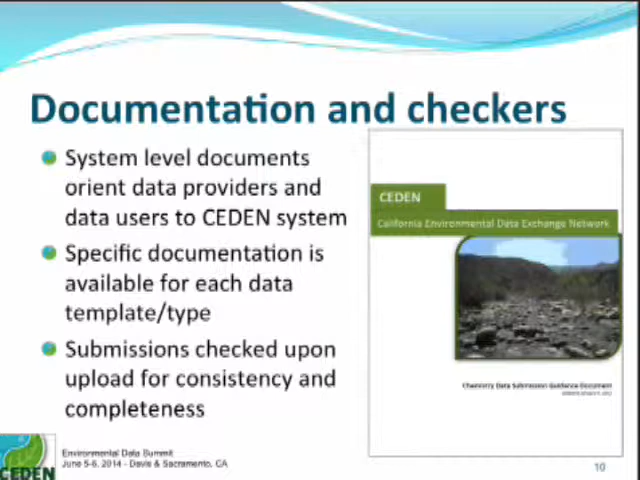 Documentation and checkers
System level documents
orient data providers and
data users to CEDEN system
Specific documentation is
available for each data
template/type
Submissions checked upon
upload for consistency and
completeness
CEDEN
California Environmental Data Exchange Network
Chemistry Data Submission Guidance Document
CEDEN
Environmental Data Summit
June 5-6, 2014 - Davis & Sacramento, CA
10